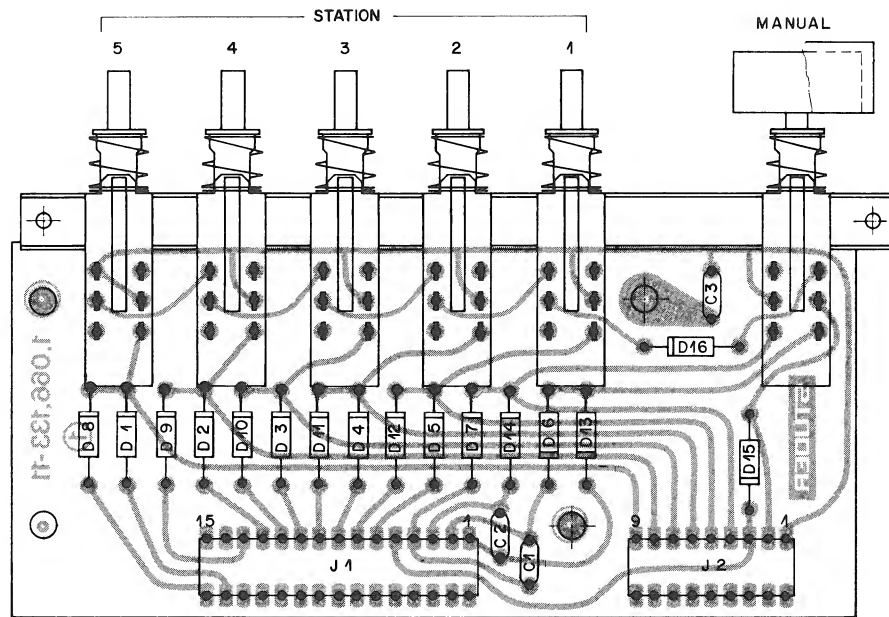 STATION
MANUAL
5 4 3 2 1
C3
D16
1.066.133-11
D8 D1 D9 D2 D10 D3 D11 D4 D12 D5 D7 D14 D6 D13
D15
STUDER
15 1
9 1
C2
C1
J1
J2